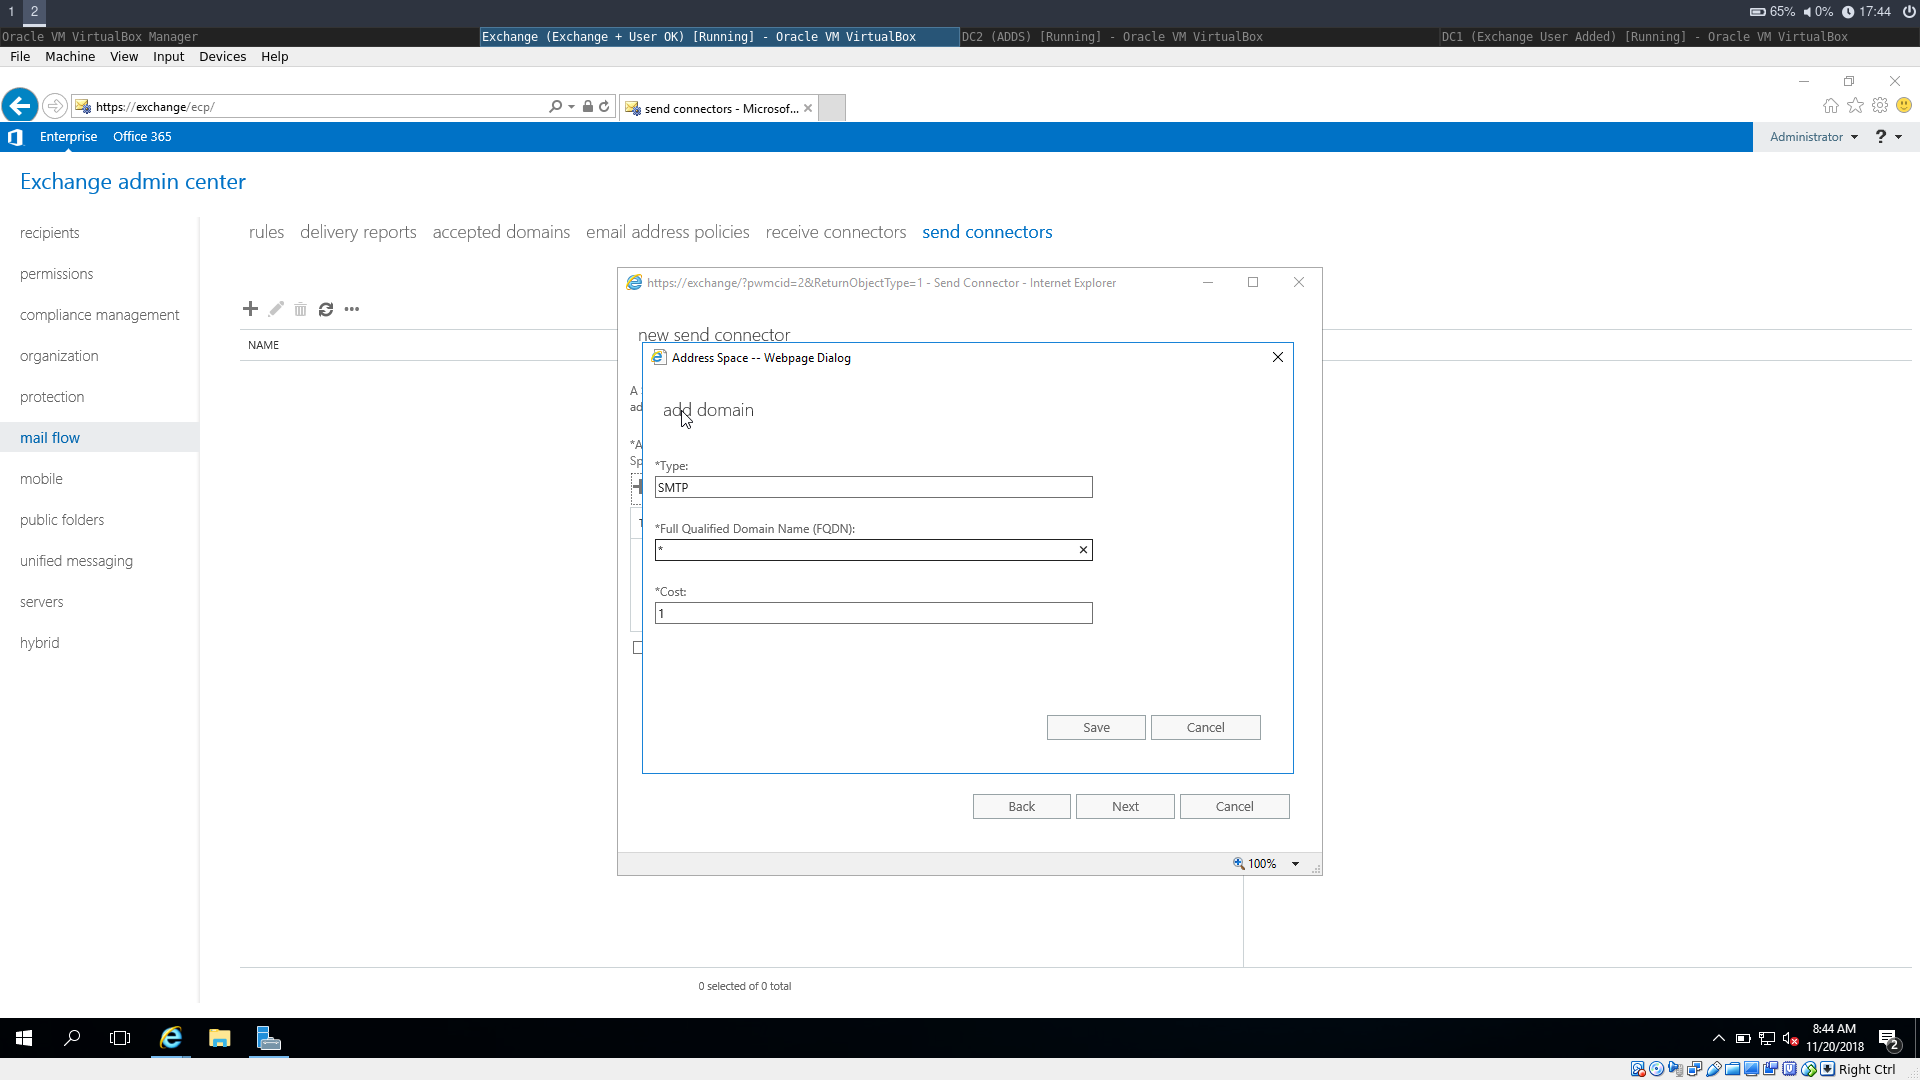 1 2 65% 0% 17:44
Oracle VM VirtualBox Manager
Exchange (Exchange + User OK) [Running] - Oracle VM VirtualBox
DC2 (ADDS) [Running] - Oracle VM VirtualBox
DC1 (Exchange User Added) [Running] - Oracle VM VirtualBox
File Machine View Input Devices Help
https://exchange/ecp/
send connectors - Microsof...
Enterprise Office 365
Administrator ?
Exchange admin center
recipients
permissions
compliance management
organization
protection
mail flow
mobile
public folders
unified messaging
servers
hybrid
rules delivery reports accepted domains email address policies receive connectors send connectors
NAME
https://exchange/?pwmcid=2&ReturnObjectType=1 - Send Connector - Internet Explorer
new send connector
Address Space -- Webpage Dialog
A
ad
*A
Sp
add domain
*Type:
SMTP
*Full Qualified Domain Name (FQDN):
*
*Cost:
1
Save Cancel
Back Next Cancel
100%
0 selected of 0 total
8:44 AM
11/20/2018
2
Right Ctrl